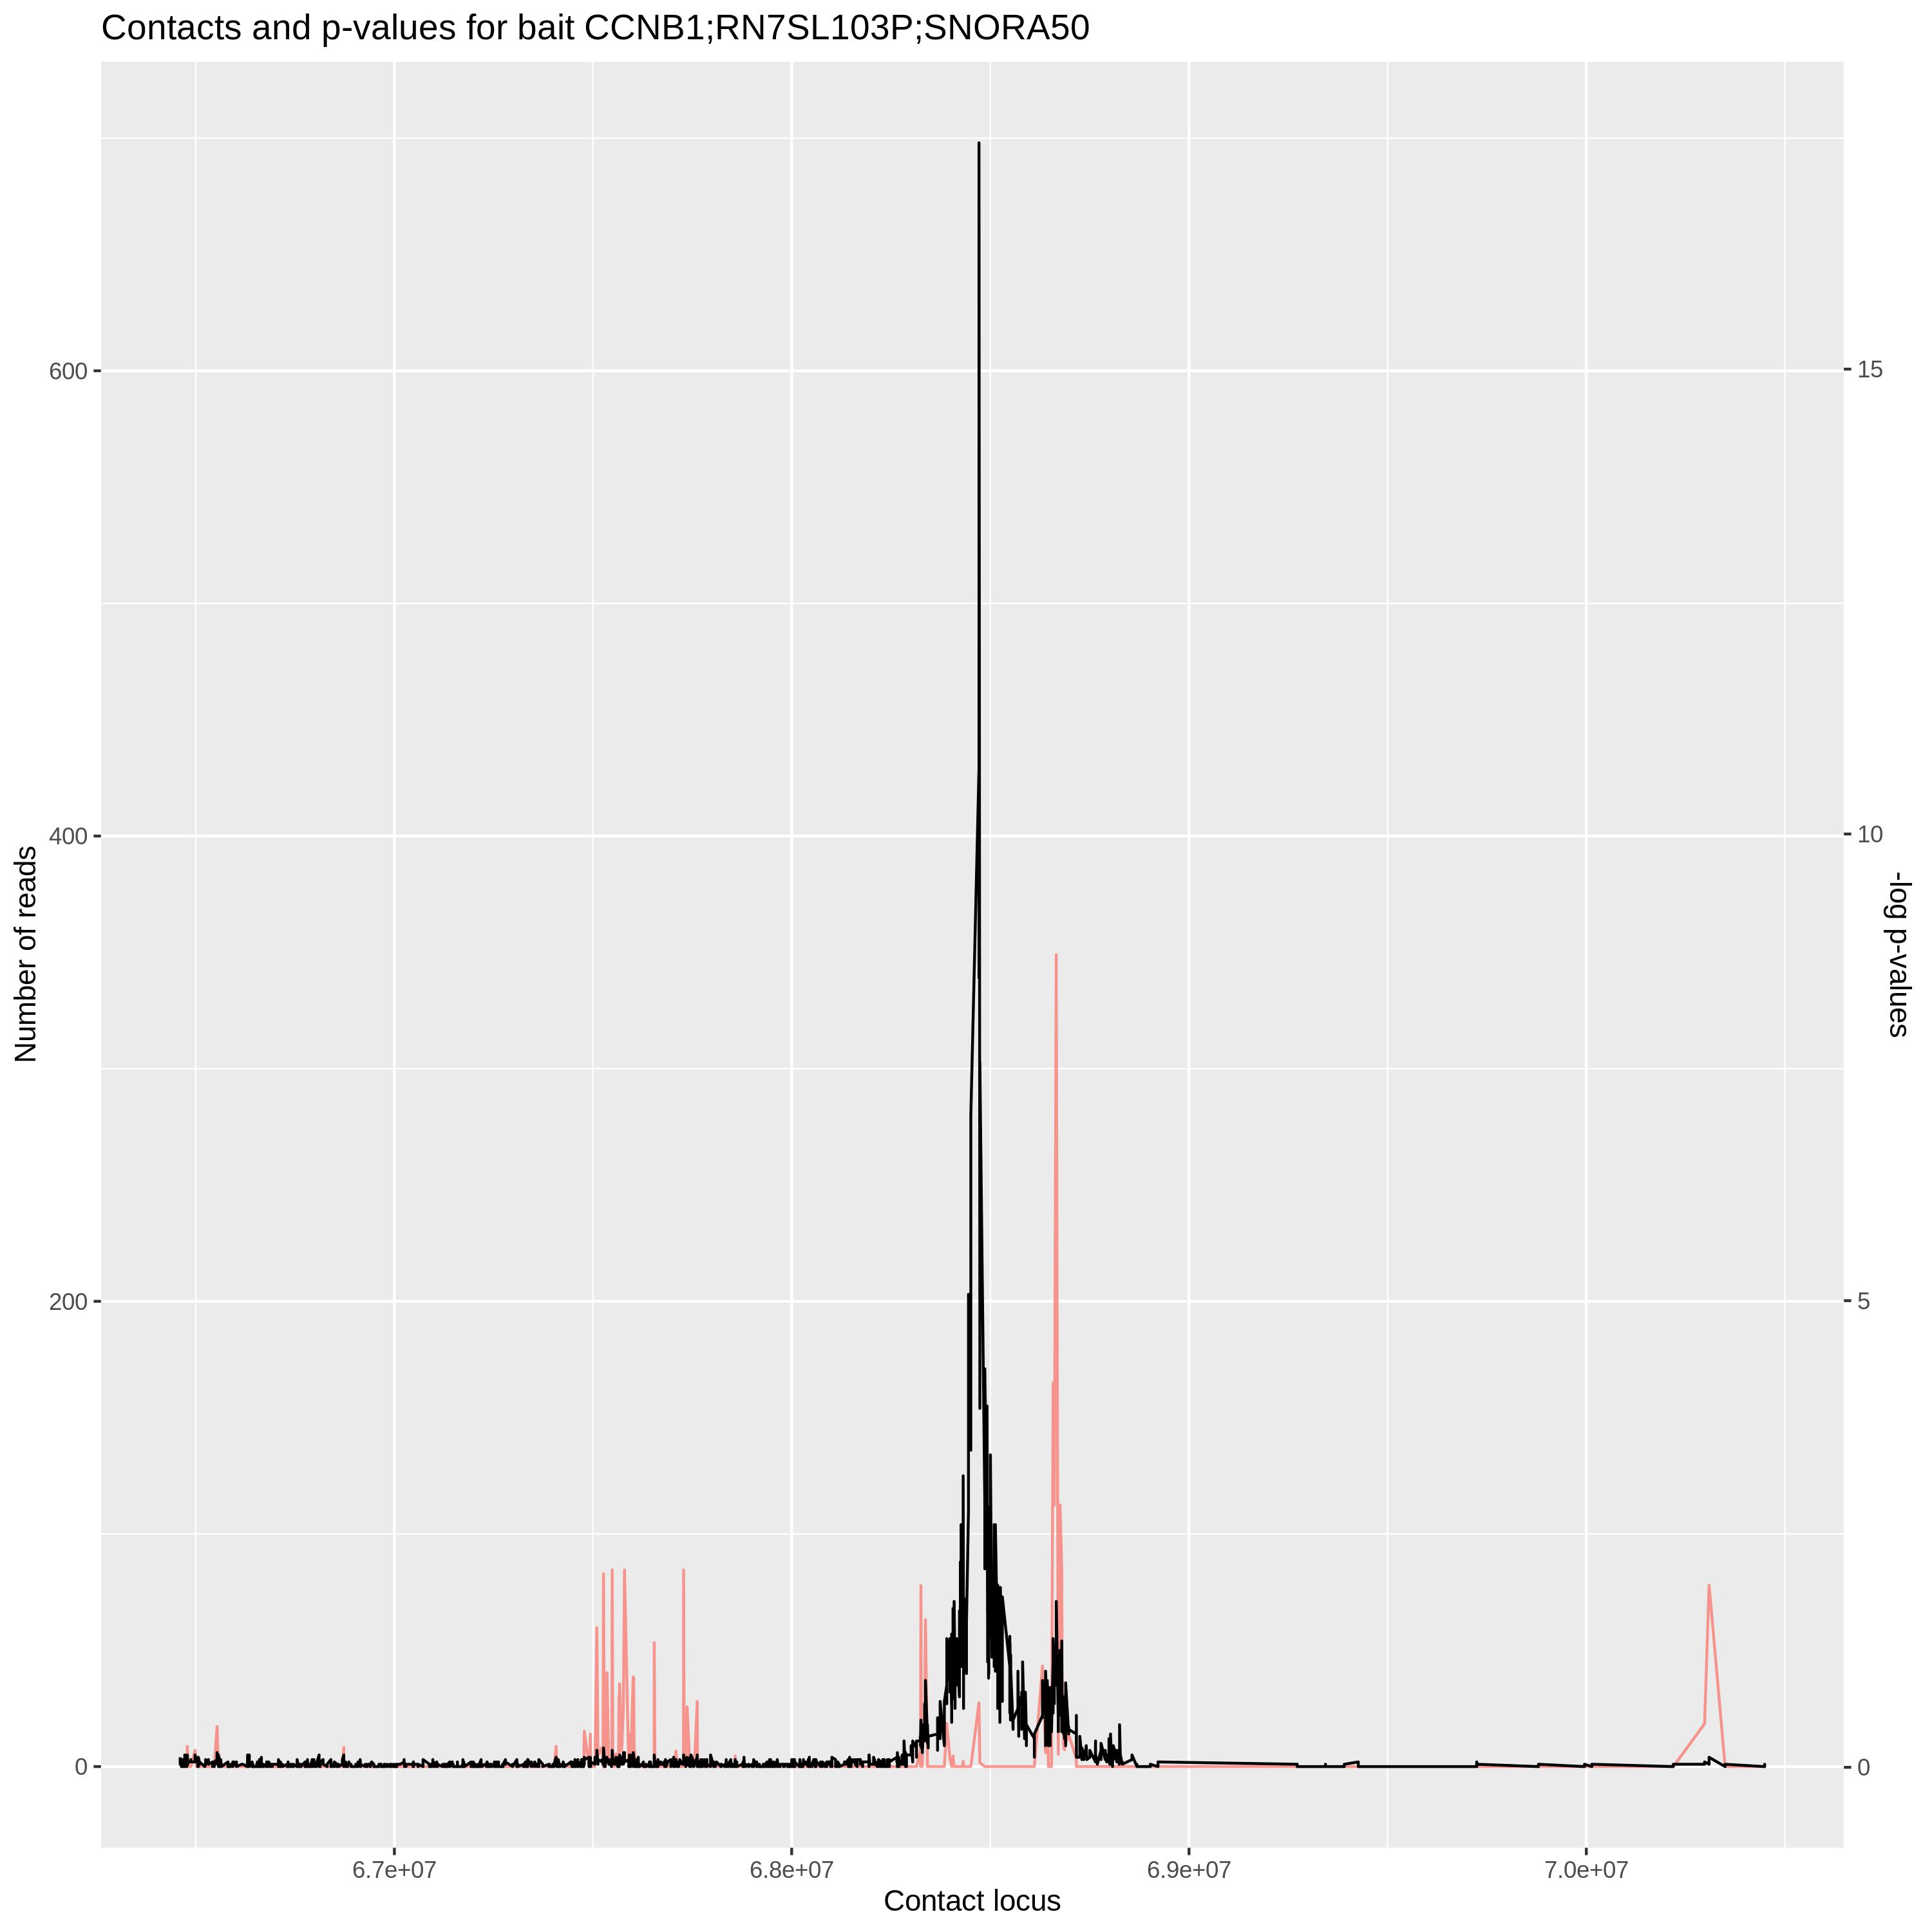 Contacts and p-values for bait CCNB1;RN7SL103P;SNORA50
600
400
200
0
15
10
5
0
Number of reads
-log p-values
6.7e+07
6.8e+07
6.9e+07
7.0e+07
Contact locus